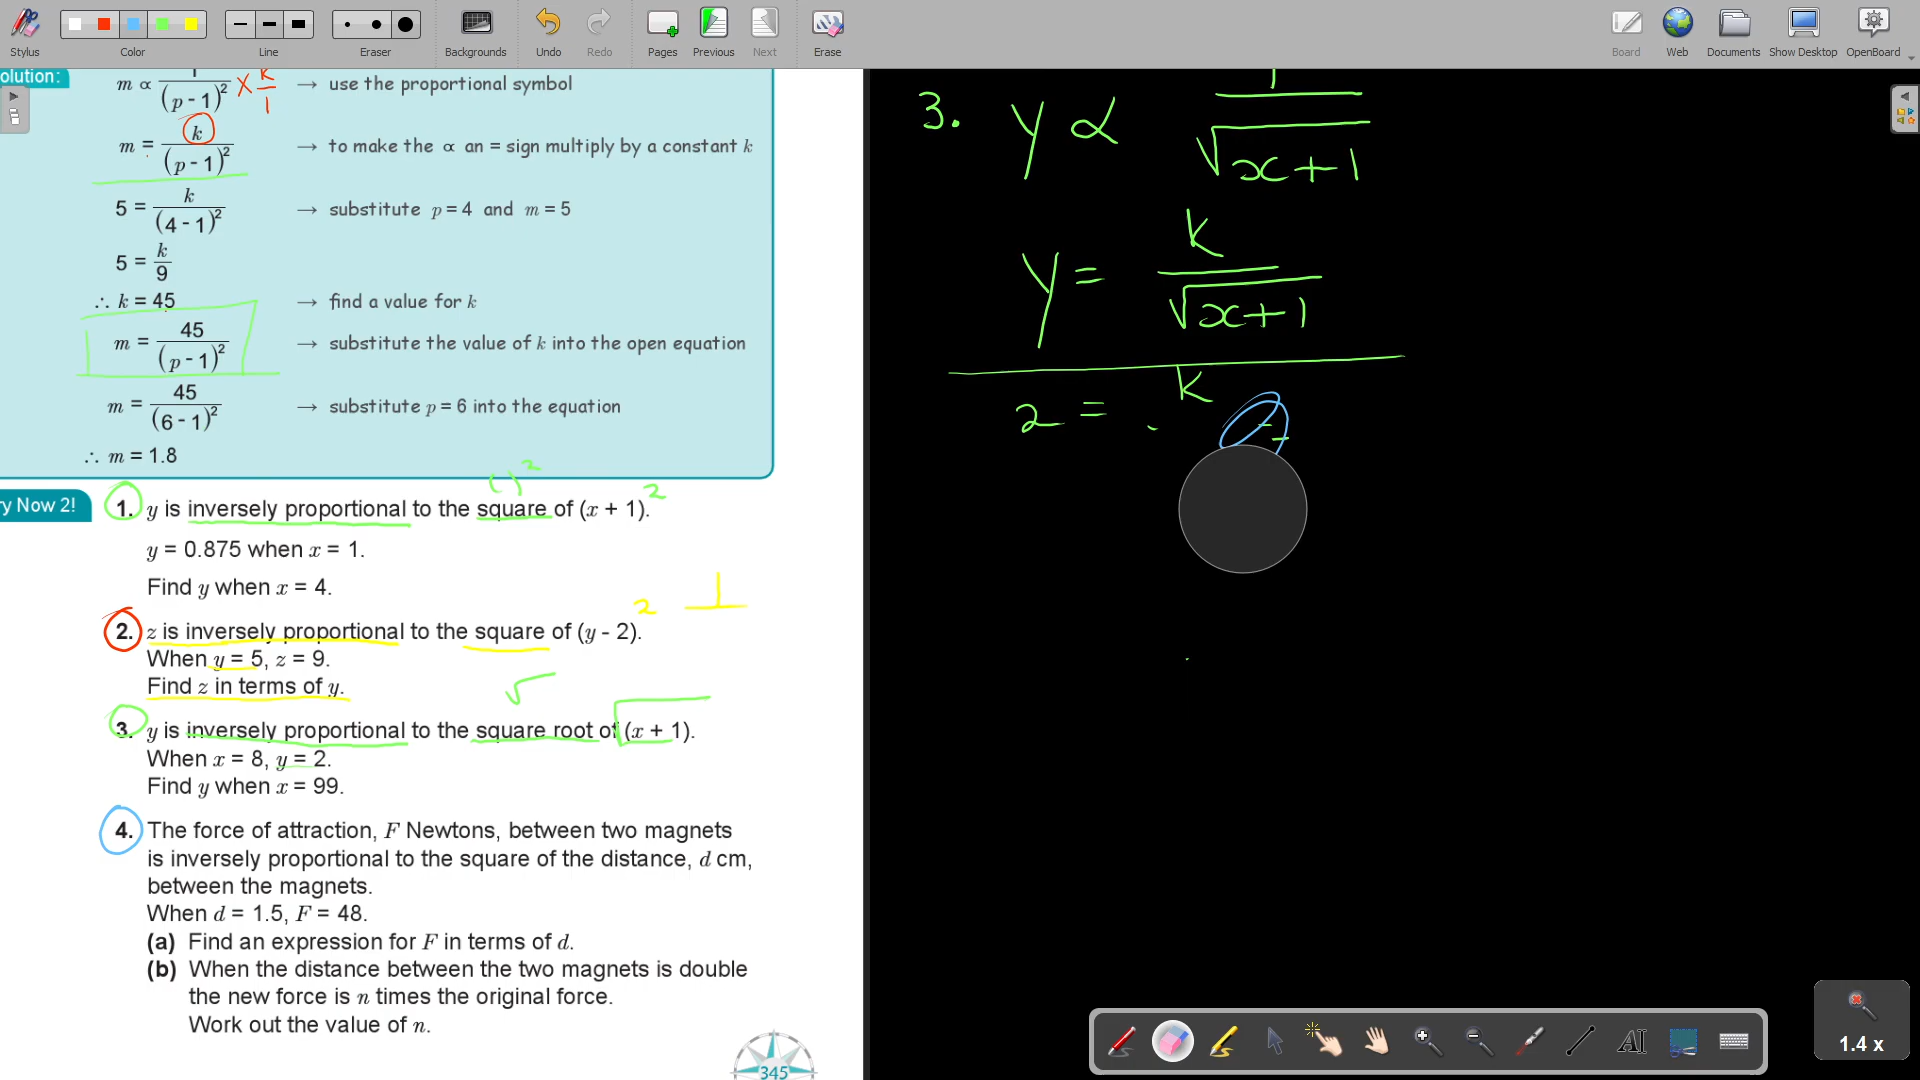 Stylus
Color
Line
Eraser
Backgrounds
Undo
Redo
Pages
Previous
Next
Erase
Board
Web
Documents
Show Desktop
OpenBoard
olution:
m ∝ 1/(p - 1)² × k/1 → use the proportional symbol
m = k/(p - 1)² → to make the ∝ an = sign multiply by a constant k
5 = k/(4 - 1)² → substitute p = 4 and m = 5
5 = k/9
∴ k = 45 → find a value for k
m = 45/(p - 1)² → substitute the value of k into the open equation
m = 45/(6 - 1)² → substitute p = 6 into the equation
∴ m = 1.8
( )²
ry Now 2!
1. y is inversely proportional to the square of (x + 1).²
y = 0.875 when x = 1.
Find y when x = 4.
2. z is inversely proportional to the square of (y - 2).²
1
When y = 5, z = 9.
Find z in terms of y.
√
3. y is inversely proportional to the square root of (x + 1).
When x = 8, y = 2.
Find y when x = 99.
4. The force of attraction, F Newtons, between two magnets
is inversely proportional to the square of the distance, d cm,
between the magnets.
When d = 1.5, F = 48.
(a) Find an expression for F in terms of d.
(b) When the distance between the two magnets is double
the new force is n times the original force.
Work out the value of n.
345
3. y ∝ 1/√x+1
y = k/√x+1
2 = k
1.4 x